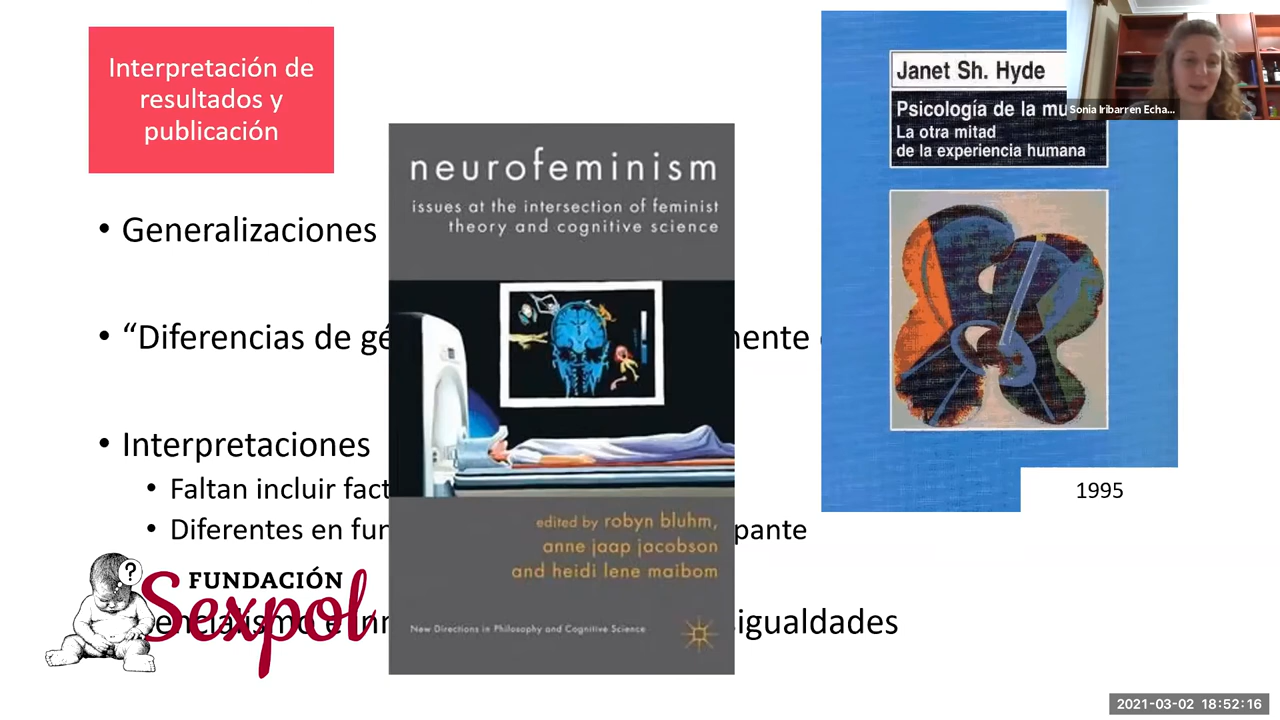 Interpretación de
resultados y
publicación
• Generalizaciones
• “Diferencias de
mente
• Interpretaciones
• Faltan incluir
• Diferentes en
pante
igualdades
neurofeminism
issues at the intersection of feminist
theory and cognitive science
edited by robyn bluhm,
anne jaap jacobson
and heidi lene maibom
New Directions in Philosophy and Cognitive Science
Janet Sh. Hyde
Psicología de la mu
La otra mitad
de la experiencia humana
1995
Sonia Iribarren Echa...
?
FUNDACIÓN
Sexpol
2021-03-02 18:52:16